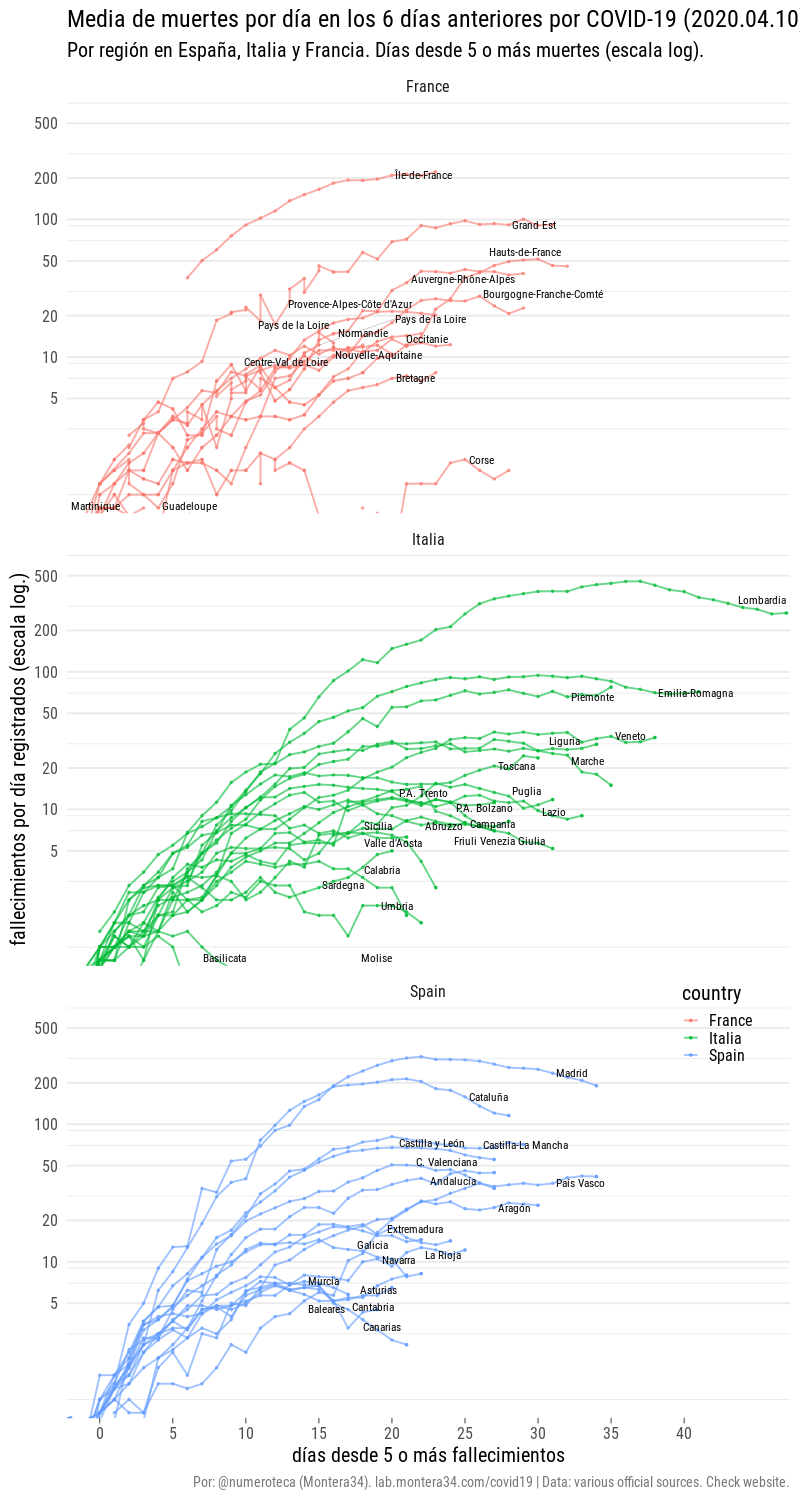 Media de muertes por día en los 6 días anteriores por COVID-19 (2020.04.10)
Por región en España, Italia y Francia. Días desde 5 o más muertes (escala log).
France
500
200
100
50
20
10
5
Île-de-France
Grand Est
Hauts-de-France
Auvergne-Rhône-Alpes
Bourgogne-Franche-Comté
Provence-Alpes-Côte d'Azur
Pays de la Loire
Pays de la Loire
Normandie
Occitanie
Nouvelle-Aquitaine
Centre-Val de Loire
Bretagne
Corse
Martinique
Guadeloupe
Italia
500
200
100
50
20
10
5
Lombardia
Emilia-Romagna
Piemonte
Veneto
Liguria
Marche
Toscana
Puglia
P.A. Trento
P.A. Bolzano
Lazio
Sicilia
Abruzzo
Campania
Valle d'Aosta
Friuli Venezia Giulia
Calabria
Sardegna
Umbria
Basilicata
Molise
fallecimientos por día registrados (escala log.)
Spain
500
200
100
50
20
10
5
country
France
Italia
Spain
Madrid
Cataluña
Castilla y León
Castilla-La Mancha
C. Valenciana
Andalucía
País Vasco
Aragón
Extremadura
Galicia
La Rioja
Navarra
Murcia
Asturias
Baleares
Cantabria
Canarias
0
5
10
15
20
25
30
35
40
días desde 5 o más fallecimientos
Por: @numeroteca (Montera34). lab.montera34.com/covid19 | Data: various official sources. Check website.